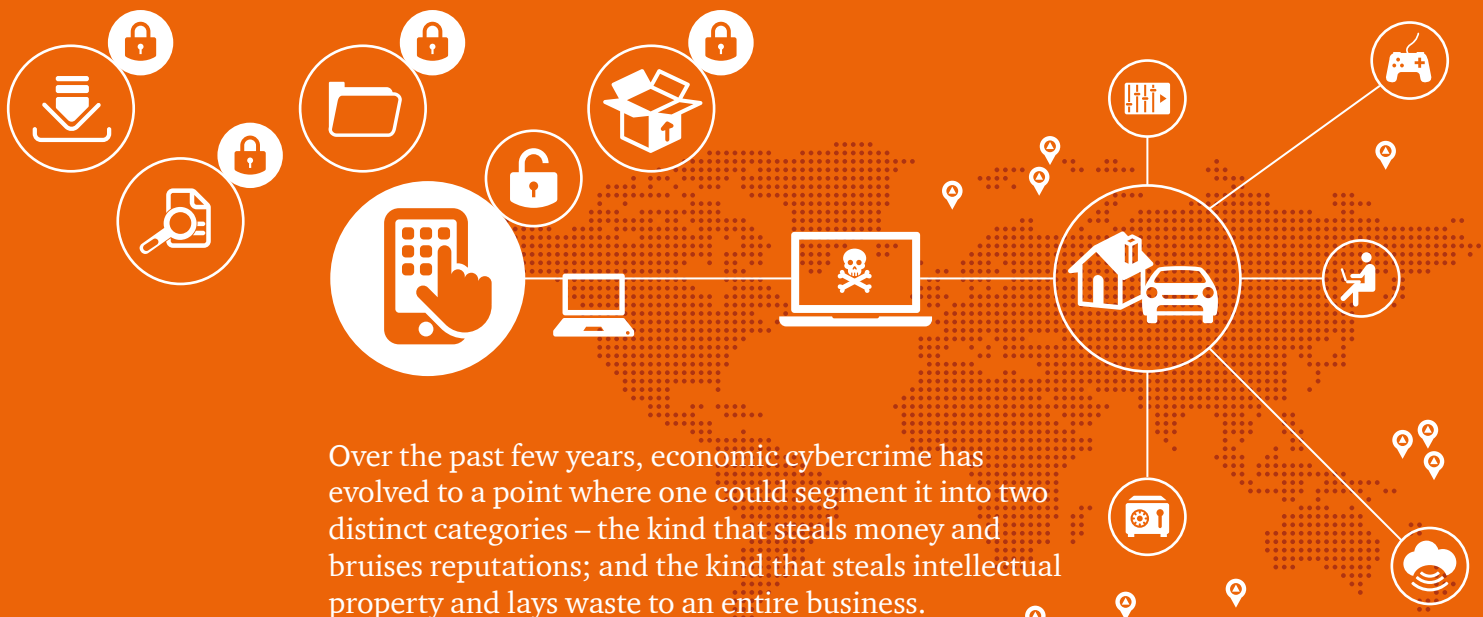 Over the past few years, economic cybercrime has
evolved to a point where one could segment it into two
distinct categories – the kind that steals money and
bruises reputations; and the kind that steals intellectual
property and lays waste to an entire business.